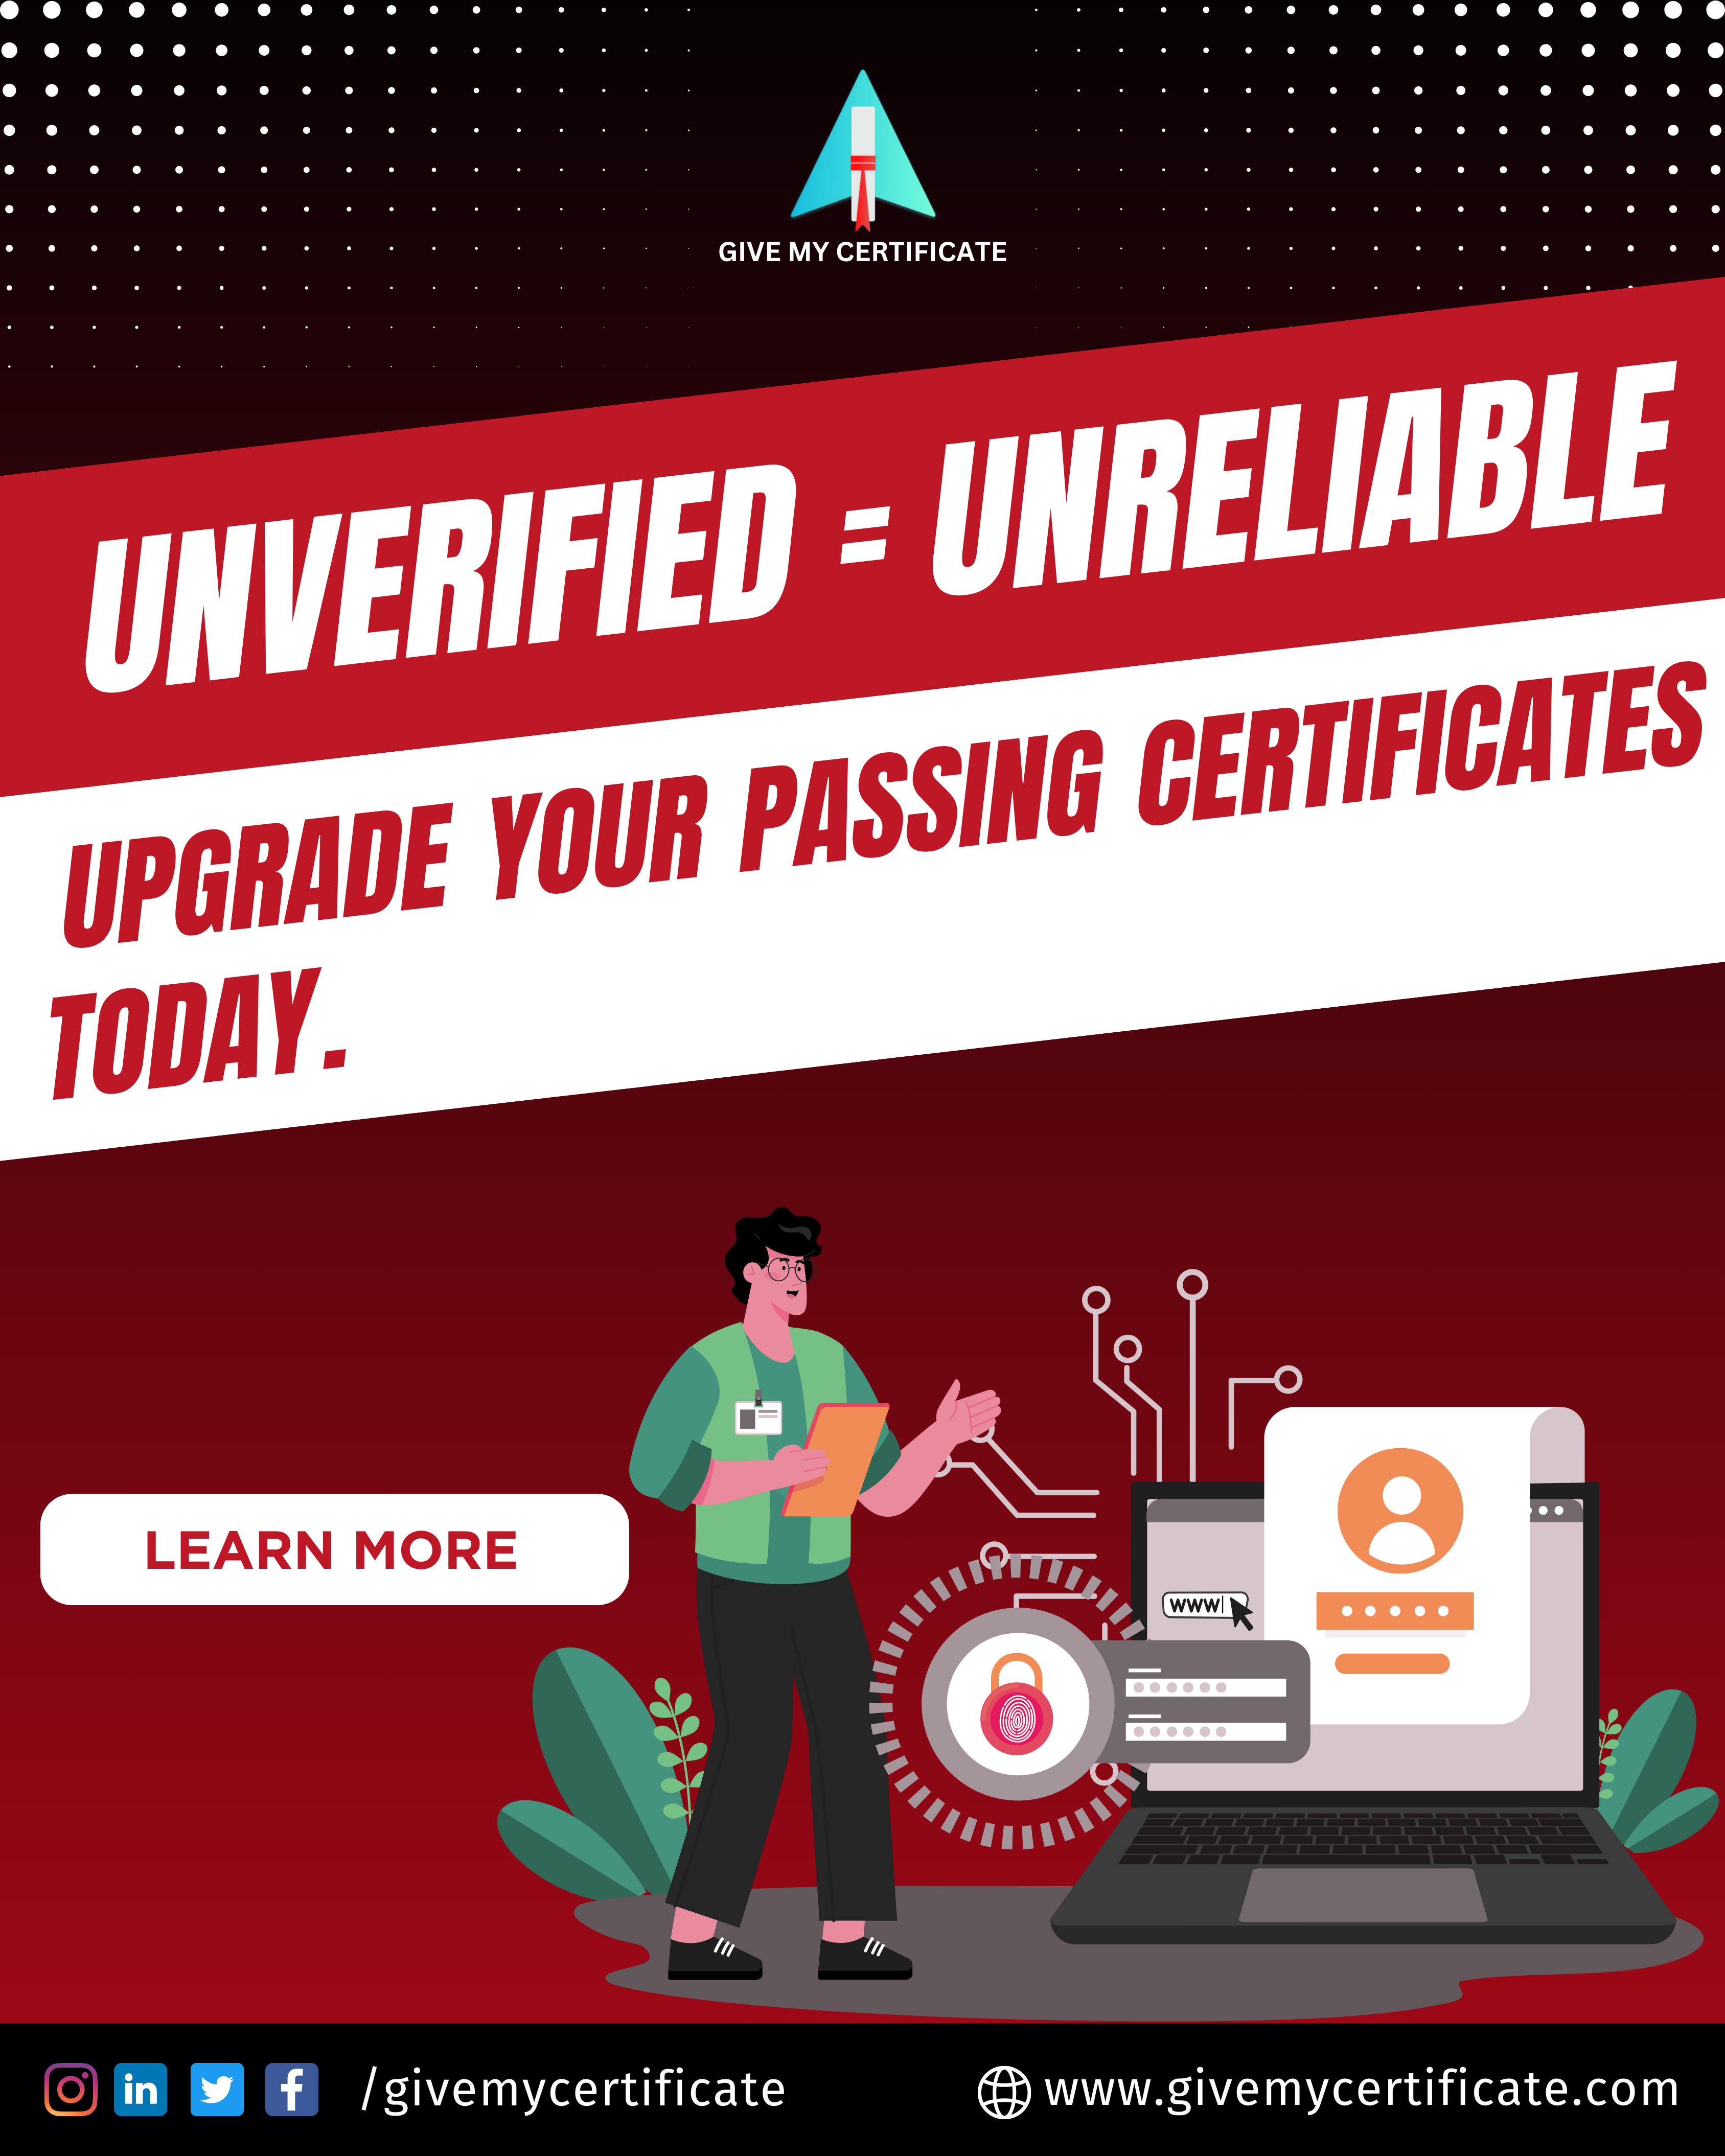 GIVE MY CERTIFICATE
UNVERIFIED = UNRELIABLE
UPGRADE YOUR PASSING CERTIFICATES
TODAY.
LEARN MORE
WWW
in
f
/givemycertificate
www.givemycertificate.com